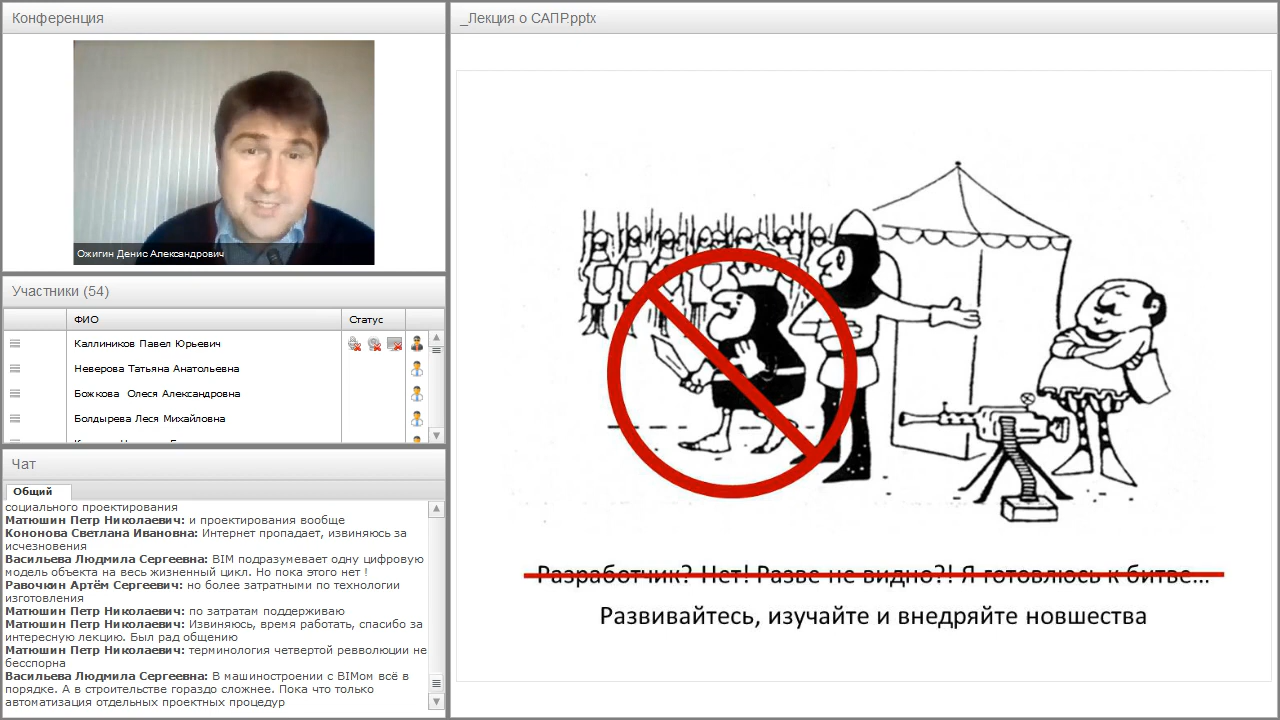 Конференция
Ожигин Денис Александрович
Участники (54)
ФИО
Статус
Каллиников Павел Юрьевич
Неверова Татьяна Анатольевна
Божкова Олеся Александровна
Болдырева Леся Михайловна
Чат
Общий
социального проектирования
Матюшин Петр Николаевич: и проектирования вообще
Кононова Светлана Ивановна: Интернет пропадает, извиняюсь за
исчезновения
Васильева Людмила Сергеевна: BIM подразумевает одну цифровую
модель объекта на весь жизненный цикл. Но пока этого нет !
Равочкин Артём Сергеевич: но более затратными по технологии
изготовления
Матюшин Петр Николаевич: по затратам поддерживаю
Матюшин Петр Николаевич: Извиняюсь, время работать, спасибо за
интересную лекцию. Был рад общению
Матюшин Петр Николаевич: терминология четвертой ревволюции не
бесспорна
Васильева Людмила Сергеевна: В машиностроении с BIMом всё в
порядке. А в строительстве гораздо сложнее. Пока что только
автоматизация отдельных проектных процедур
_Лекция о САПР.pptx
Разработчик? Нет! Разве не видно?! Я готовлюсь к битве...
Развивайтесь, изучайте и внедряйте новшества